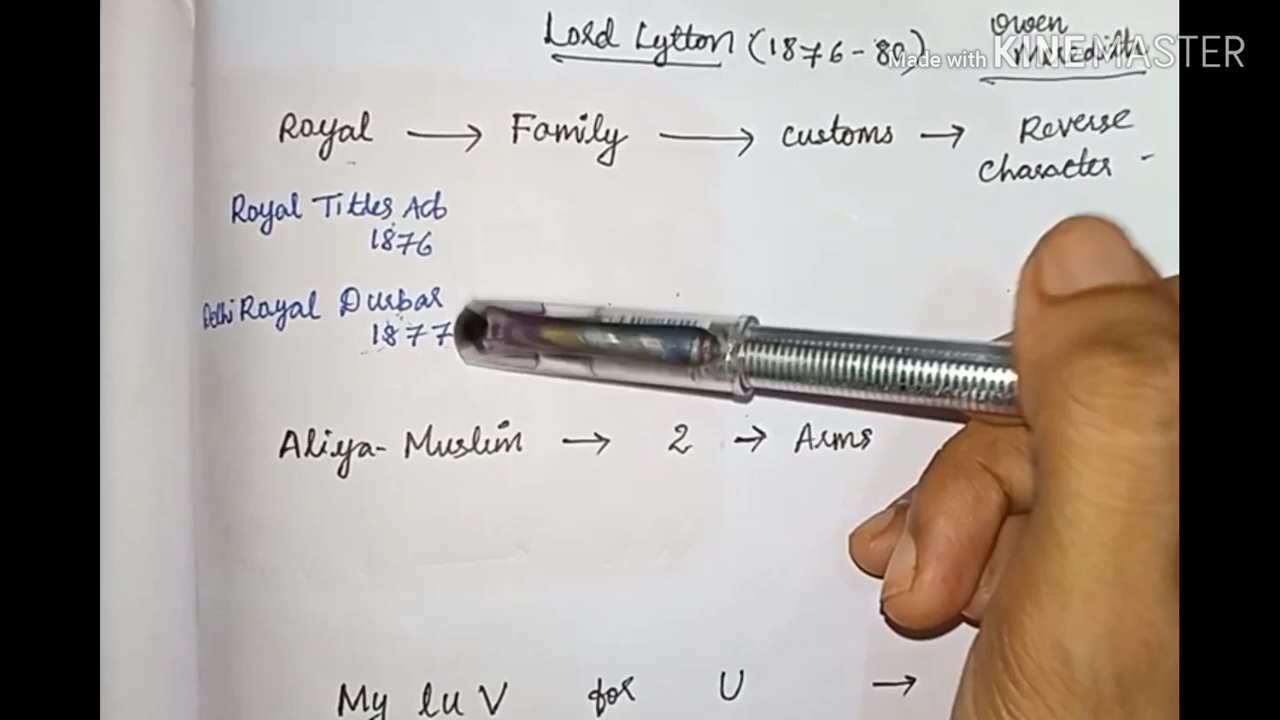 Lord Lytton (1876-80)
Owen Meredith
Made with KINEMASTER
Royal → Family → customs → Reverse
Character -
Royal Titles Act
1876
Delhi Royal Durbar
1877
Aliya- Muslim → 2 → Arms
My luV for U →